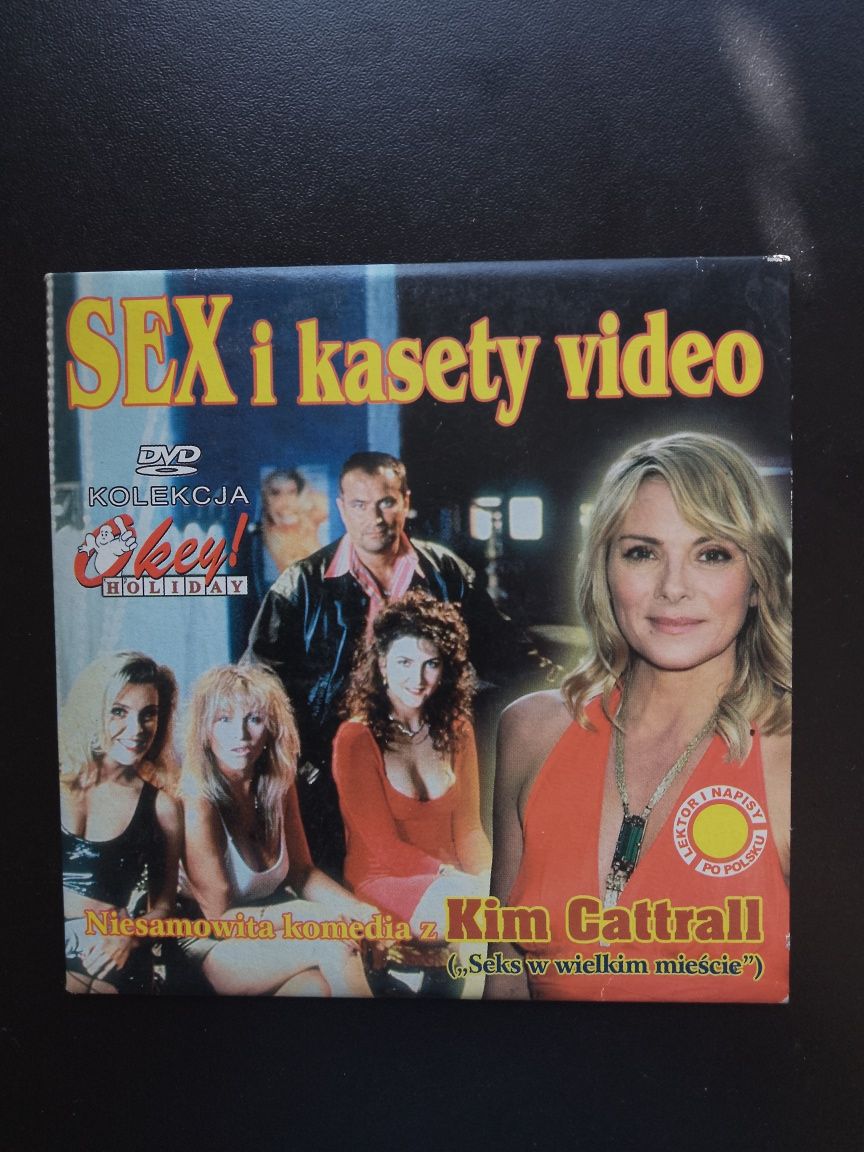 SEX i kasety video
DVD
KOLEKCJA
Okey!
HOLIDAY
LEKTOR I NAPISY
PO POLSKU
Niesamowita komedia z Kim Cattrall
(„Seks w wielkim mieście”)